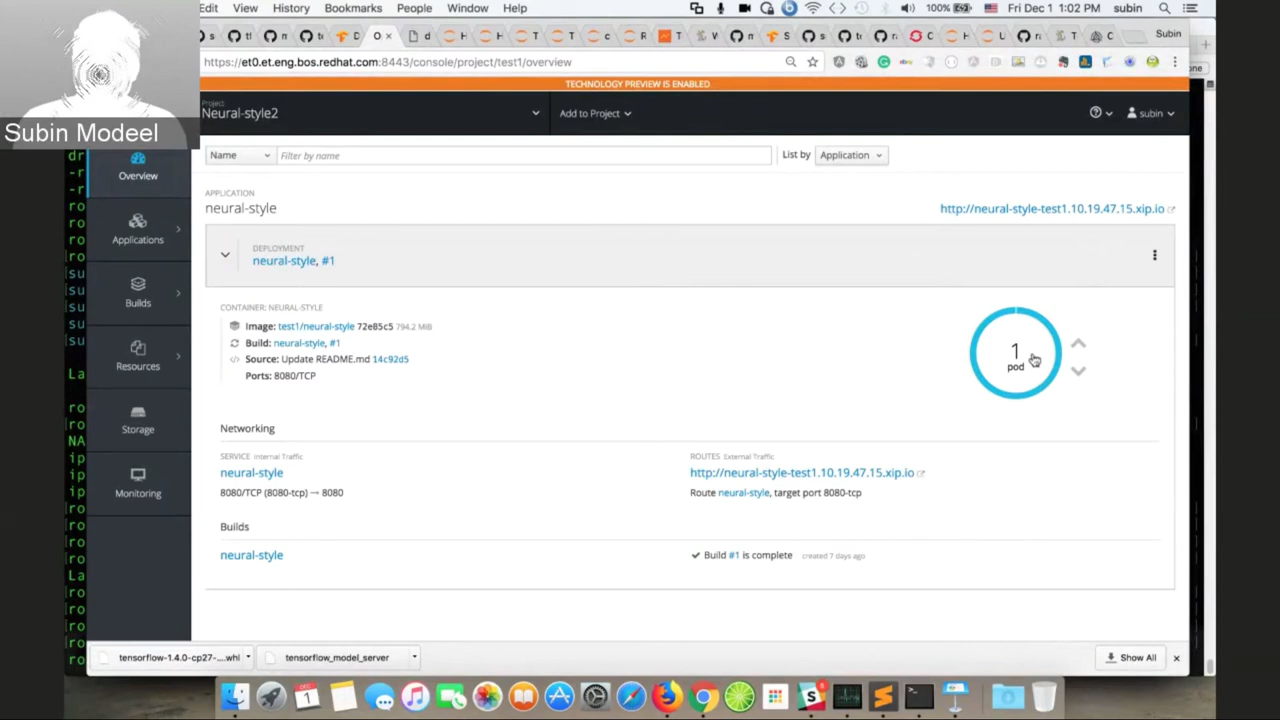 Edit View History Bookmarks People Window Help 100% Fri Dec 1 1:02 PM subin
Subin
https://et0.et.eng.bos.redhat.com:8443/console/project/test1/overview
TECHNOLOGY PREVIEW IS ENABLED
Subin Modeel
Project
Neural-style2 Add to Project subin
Name Filter by name List by Application
Overview
Applications
Builds
Resources
Storage
Monitoring
APPLICATION
neural-style http://neural-style-test1.10.19.47.15.xip.io
DEPLOYMENT
neural-style, #1
CONTAINER: NEURAL-STYLE
Image: test1/neural-style 72e85c5 794.2 MiB
Build: neural-style, #1
Source: Update README.md 14c92d5
Ports: 8080/TCP
1
pod
Networking
SERVICE Internal Traffic ROUTES External Traffic
neural-style http://neural-style-test1.10.19.47.15.xip.io
8080/TCP (8080-tcp) → 8080 Route neural-style, target port 8080-tcp
Builds
neural-style Build #1 is complete created 7 days ago
tensorflow-1.4.0-cp27-....whl tensorflow_model_server Show All